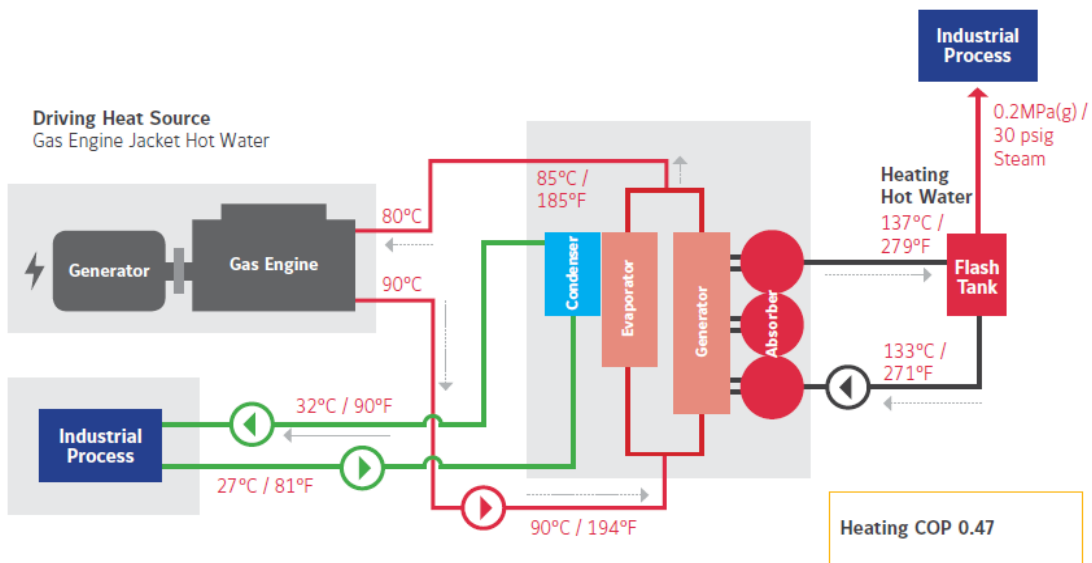 Industrial
Process
Driving Heat Source
Gas Engine Jacket Hot Water
0.2MPa(g) /
30 psig
Steam
Heating
Hot Water
85°C /
185°F
80°C
137°C /
279°F
Generator
Gas Engine
Condenser
Evaporator
Generator
Absorber
Flash
Tank
90°C
133°C /
271°F
32°C / 90°F
Industrial
Process
27°C / 81°F
90°C / 194°F
Heating COP 0.47